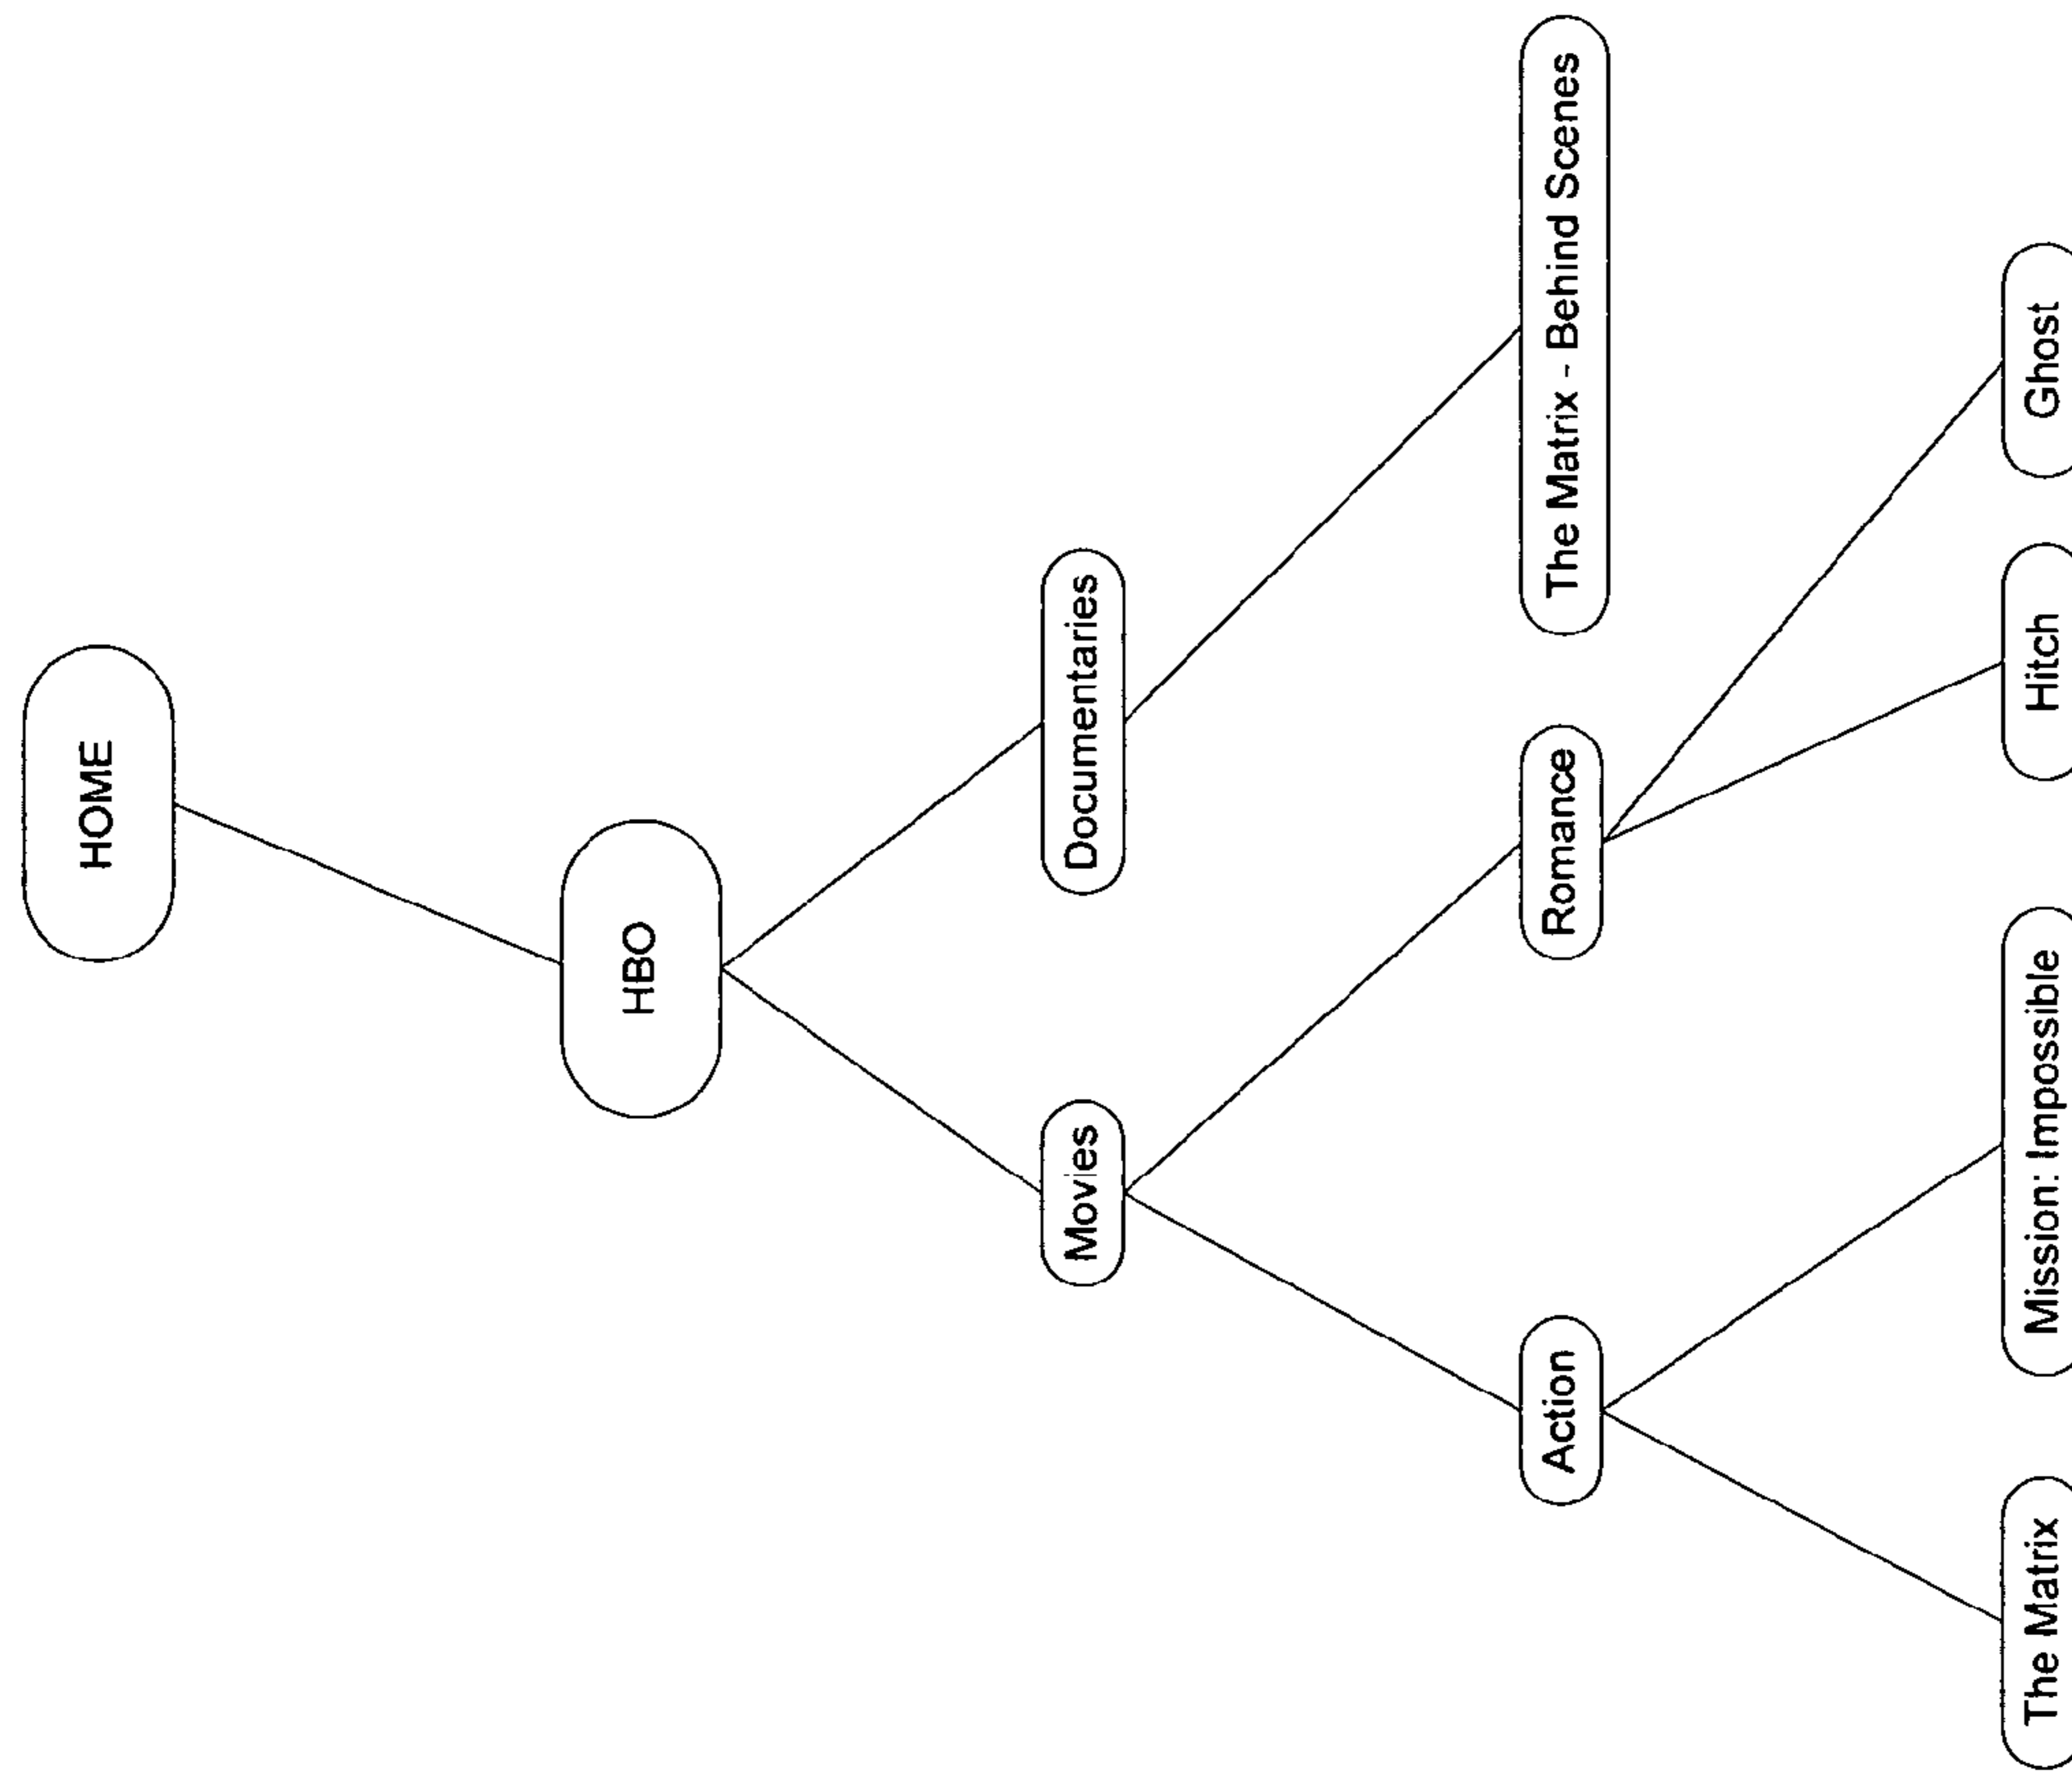 HOME
HBO
Movies
Documentaries
Action
Romance
The Matrix - Behind Scenes
The Matrix
Mission: Impossible
Hitch
Ghost